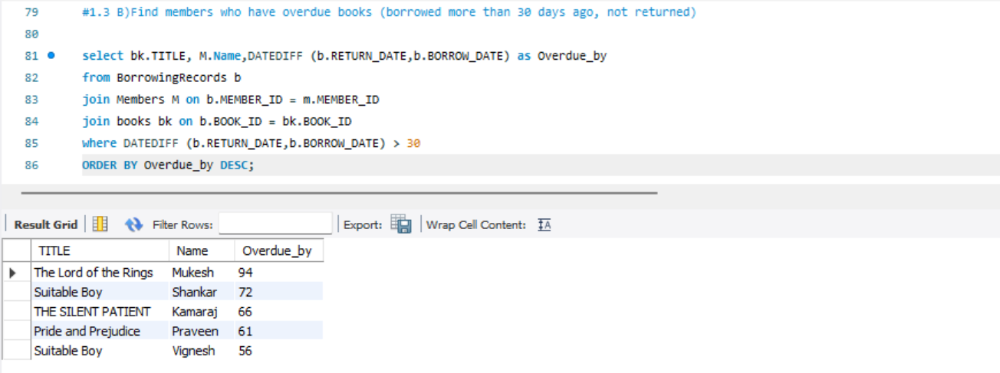 79 #1.3 B)Find members who have overdue books (borrowed more than 30 days ago, not returned)
80
81 select bk.TITLE, M.Name,DATEDIFF (b.RETURN_DATE,b.BORROW_DATE) as Overdue_by
82 from BorrowingRecords b
83 join Members M on b.MEMBER_ID = m.MEMBER_ID
84 join books bk on b.BOOK_ID = bk.BOOK_ID
85 where DATEDIFF (b.RETURN_DATE,b.BORROW_DATE) > 30
86 ORDER BY Overdue_by DESC;
Result Grid Filter Rows: Export: Wrap Cell Content: IA
TITLE Name Overdue_by
The Lord of the Rings Mukesh 94
Suitable Boy Shankar 72
THE SILENT PATIENT Kamaraj 66
Pride and Prejudice Praveen 61
Suitable Boy Vignesh 56